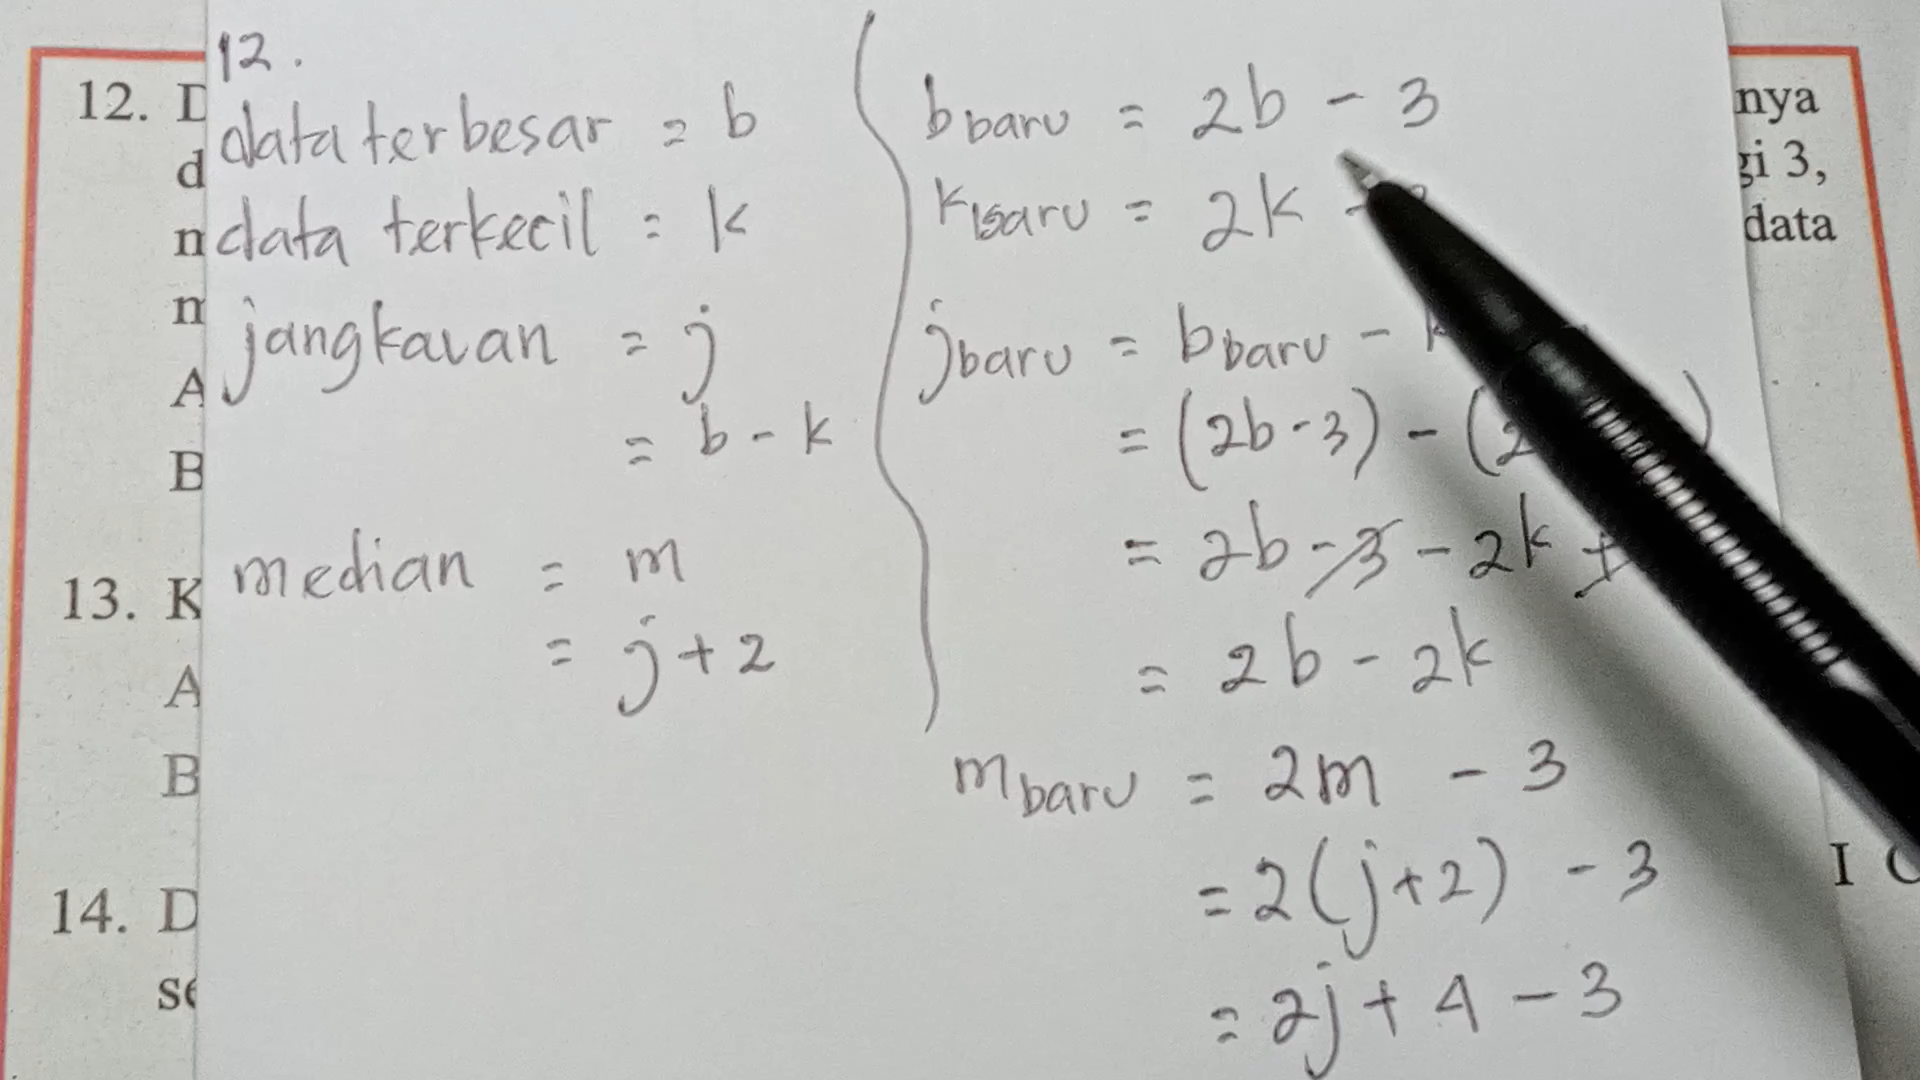 12.
data terbesar = b
data terkecil = k
jangkauan = j
= b - k
median = m
= j + 2
b baru = 2b - 3
k baru = 2k -
j baru = b baru -
= (2b - 3) - (2 )
= 2b - 3 - 2k +
= 2b - 2k
m baru = 2m - 3
= 2(j+2) - 3
= 2j + 4 - 3
12.
nya
gi 3,
data
A
B
13. K
A
B
14. D
se
I